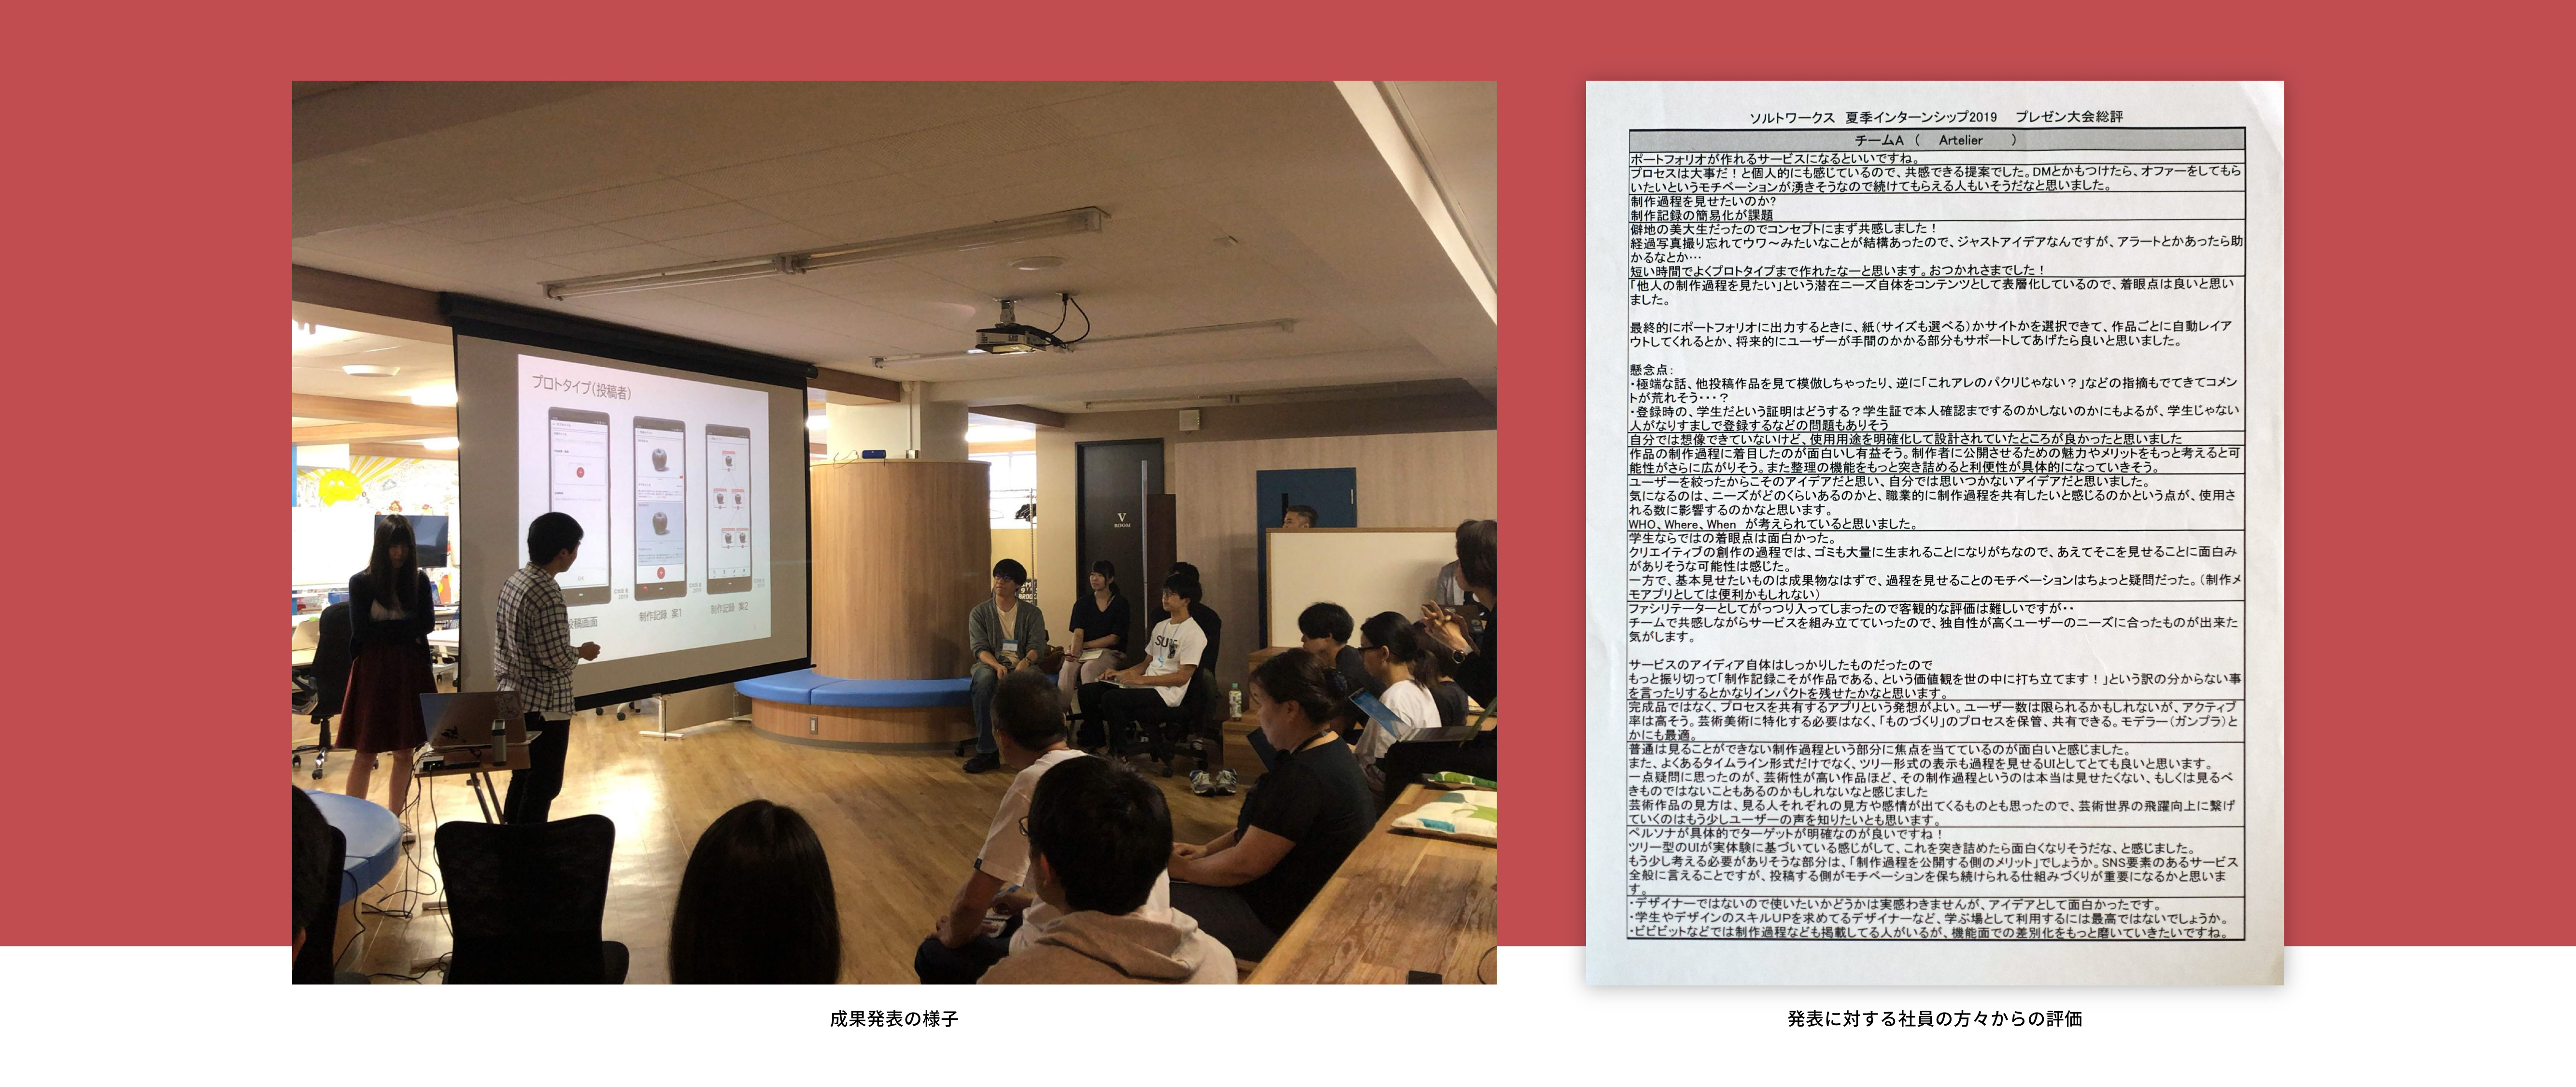 プロトタイプ(投稿者)
投稿画面
制作記録 案1
制作記録 案2
V
ROOM
成果発表の様子
ソルトワークス 夏季インターンシップ2019 プレゼン大会総評
チームA ( Artelier )
ポートフォリオが作れるサービスになるといいですね。
プロセスは大事だ!と個人的にも感じているので、共感できる提案でした。DMとかもつけたら、オファーをしてもら
いたいというモチベーションが湧きそうなので続けてもらえる人もいそうだなと思いました。
制作過程を見せたいのか?
制作記録の簡易化が課題
僻地の美大生だったのでコンセプトにまず共感しました!
経過写真撮り忘れてウワ～みたいなことが結構あったので、ジャストアイデアなんですが、アラートとかあったら助
かるなとか…
短い時間でよくプロトタイプまで作れたなーと思います。おつかれさまでした!
「他人の制作過程を見たい」という潜在ニーズ自体をコンテンツとして表層化しているので、着眼点は良いと思い
ました。
最終的にポートフォリオに出力するときに、紙(サイズも選べる)かサイトかを選択できて、作品ごとに自動レイア
ウトしてくれるとか、将来的にユーザーが手間のかかる部分もサポートしてあげたら良いと思いました。
懸念点:
・極端な話、他投稿作品を見て模倣しちゃったり、逆に「これアレのパクリじゃない?」などの指摘もでてきてコメン
トが荒れそう・・・?
・登録時の、学生だという証明はどうする?学生証で本人確認までするのかしないのかにもよるが、学生じゃない
人がなりすまして登録するなどの問題もありそう
自分では想像できていないけど、使用用途を明確化して設計されていたところが良かったと思いました
作品の制作過程に着目したのが面白いし有益そう。制作者に公開させるための魅力やメリットをもっと考えると可
能性がさらに広がりそう。また整理の機能をもっと突き詰めると利便性が具体的になっていきそう。
ユーザーを絞ったからこそのアイデアだと思い、自分では思いつかないアイデアだと思いました。
気になるのは、ニーズがどのくらいあるのかと、職業的に制作過程を共有したいと感じるのかという点が、使用さ
れる数に影響するのかなと思います。
WHO、Where、When が考えられていると思いました。
学生ならではの着眼点は面白かった。
クリエイティブの創作の過程では、ゴミも大量に生まれることになりがちなので、あえてそこを見せることに面白み
がありそうな可能性は感じた。
一方で、基本見せたいものは成果物なはずで、過程を見せることのモチベーションはちょっと疑問だった。(制作メ
モアプリとしては便利かもしれない)
ファシリテーターとしてがっつり入ってしまったので客観的な評価は難しいですが・・
チームで共感しながらサービスを組み立てていったので、独自性が高くユーザーのニーズに合ったものが出来た
気がします。
サービスのアイディア自体はしっかりしたものだったので
もっと振り切って「制作記録こそが作品である、という価値観を世の中に打ち立てます!」という訳の分からない事
を言ったりするとかなりインパクトを残せたかなと思います。
完成品ではなく、プロセスを共有するアプリという発想がよい。ユーザー数は限られるかもしれないが、アクティブ
率は高そう。芸術美術に特化する必要はなく、「ものづくり」のプロセスを保管、共有できる。モデラー(ガンプラ)と
かにも最適。
普通は見ることができない制作過程という部分に焦点を当てているのが面白いと感じました。
また、よくあるタイムライン形式だけでなく、ツリー形式の表示も過程を見せるUIとしてとても良いと思います。
一点疑問に思ったのが、芸術性が高い作品ほど、その制作過程というのは本当は見せたくない、もしくは見るべ
きものではないこともあるのかもしれないなと感じました
芸術作品の見方は、見る人それぞれの見方や感情が出てくるものとも思ったので、芸術世界の飛躍向上に繋げ
ていくのはもう少しユーザーの声を知りたいとも思います。
ペルソナが具体的でターゲットが明確なのが良いですね!
ツリー型のUIが実体験に基づいている感じがして、これを突き詰めたら面白くなりそうだな、と感じました。
もう少し考える必要がありそうな部分は、「制作過程を公開する側のメリット」でしょうか。SNS要素のあるサービス
全般に言えることですが、投稿する側がモチベーションを保ち続けられる仕組みづくりが重要になるかと思いま
す。
・デザイナーではないので使いたいかどうかは実感わきませんが、アイデアとして面白かったです。
・学生やデザインのスキルUPを求めてるデザイナーなど、学ぶ場として利用するには最高ではないでしょうか。
・ビビビットなどでは制作過程なども掲載してる人がいるが、機能面での差別化をもっと磨いていきたいですね。
発表に対する社員の方々からの評価